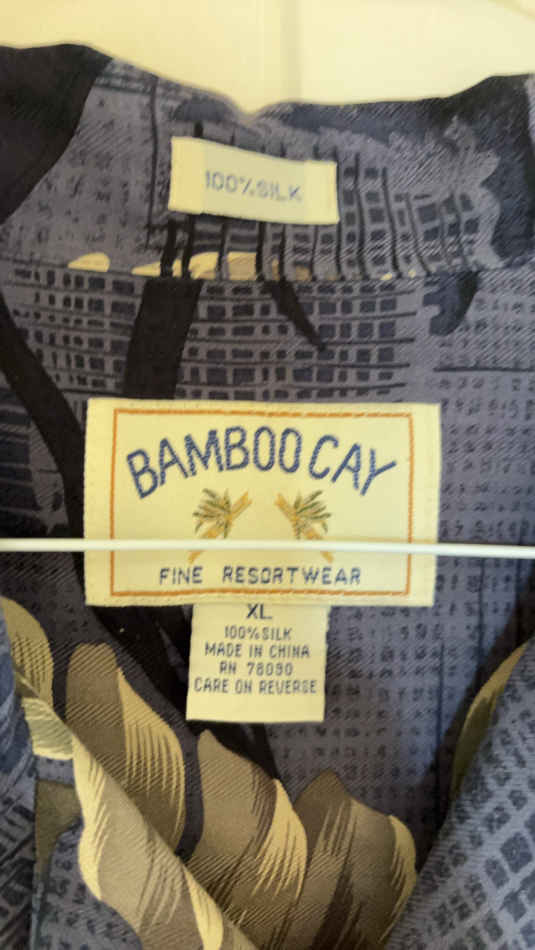 100% SILK
BAMBOO CAY
FINE RESORTWEAR
XL
100% SILK
MADE IN CHINA
RN 78090
CARE ON REVERSE